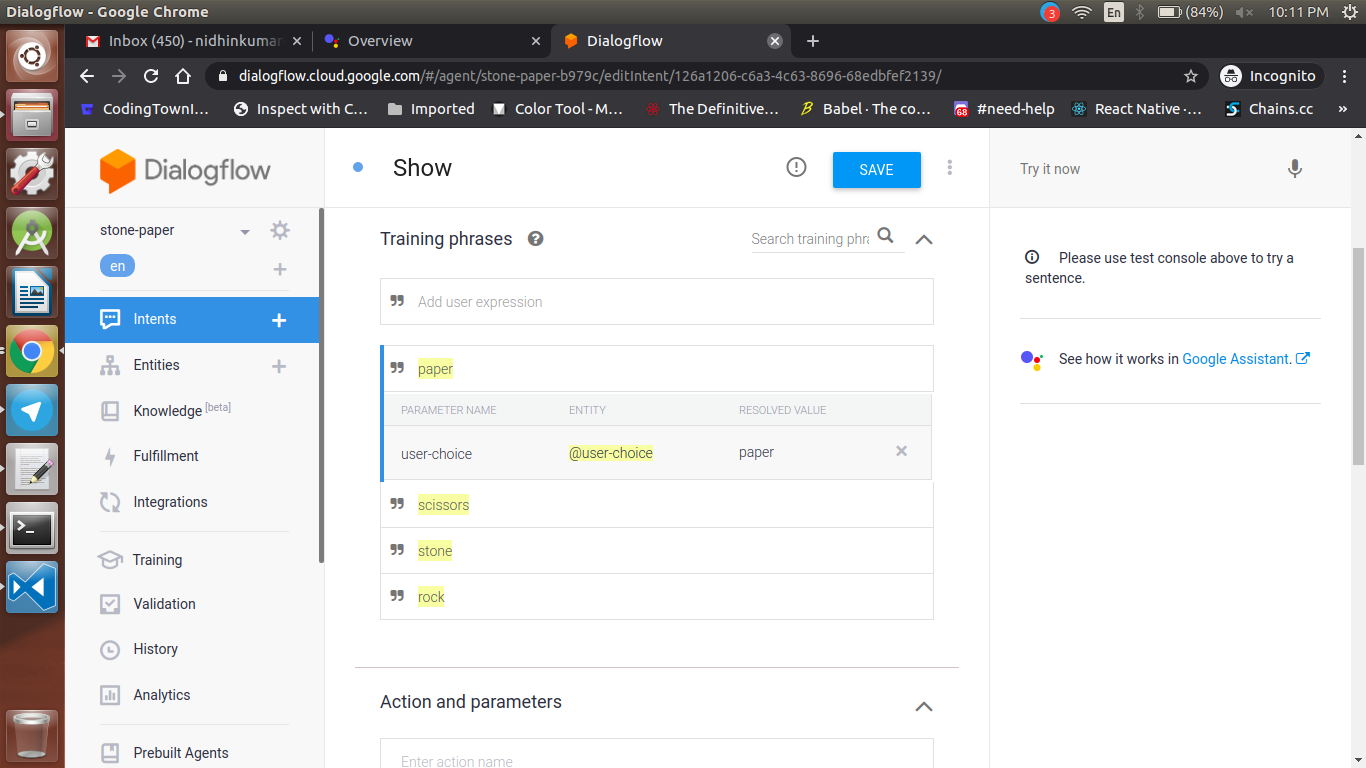 Dialogflow - Google Chrome
3
En
(84%)
10:11 PM
Inbox (450) - nidhinkumar
Overview
Dialogflow
dialogflow.cloud.google.com/#/agent/stone-paper-b979c/editIntent/126a1206-c6a3-4c63-8696-68edbfef2139/
Incognito
CodingTownI...
Inspect with C...
Imported
Color Tool - M...
The Definitive...
Babel · The co...
68
#need-help
React Native ·...
Chains.cc
»
Dialogflow
stone-paper
en
Intents
Entities
Knowledge [beta]
Fulfillment
Integrations
Training
Validation
History
Analytics
Prebuilt Agents
Show
SAVE
Training phrases
Search training phra
Add user expression
paper
PARAMETER NAME ENTITY RESOLVED VALUE
user-choice @user-choice paper
scissors
stone
rock
Action and parameters
Enter action name
Try it now
Please use test console above to try a
sentence.
See how it works in Google Assistant.